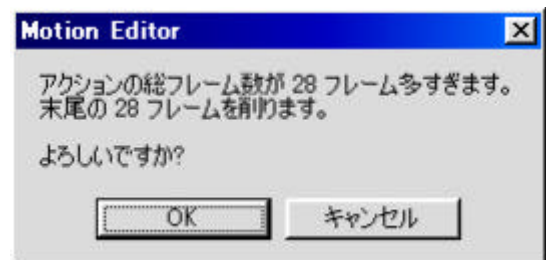 Motion Editor
アクションの総フレーム数が 28 フレーム多すぎます。
末尾の 28 フレームを削ります。
よろしいですか?
OK
キャンセル